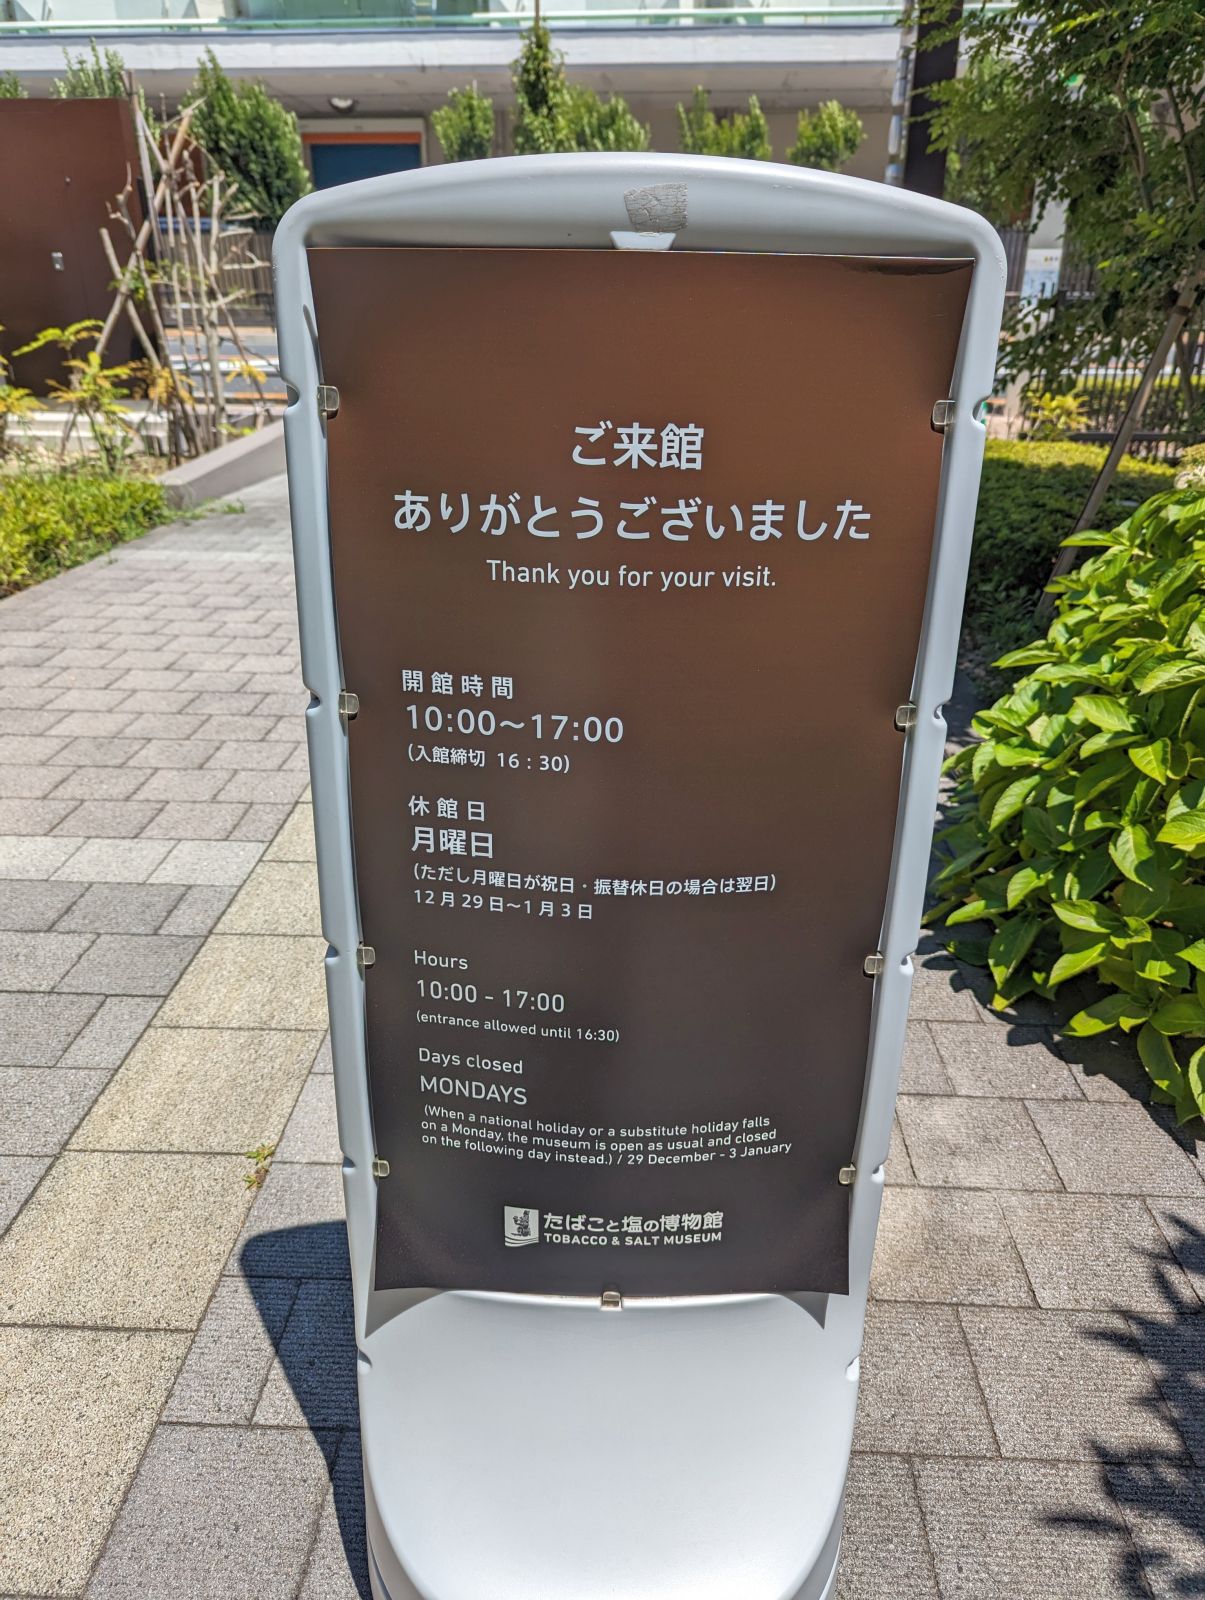 ご来館
ありがとうございました
Thank you for your visit.
開館時間
10:00～17:00
(入館締切 16:30)
休館日
月曜日
(ただし月曜日が祝日・振替休日の場合は翌日)
12月29日～1月3日
Hours
10:00 - 17:00
(entrance allowed until 16:30)
Days closed
MONDAYS
(When a national holiday or a substitute holiday falls
on a Monday, the museum is open as usual and closed
on the following day instead.) / 29 December - 3 January
たばこと塩の博物館
TOBACCO & SALT MUSEUM